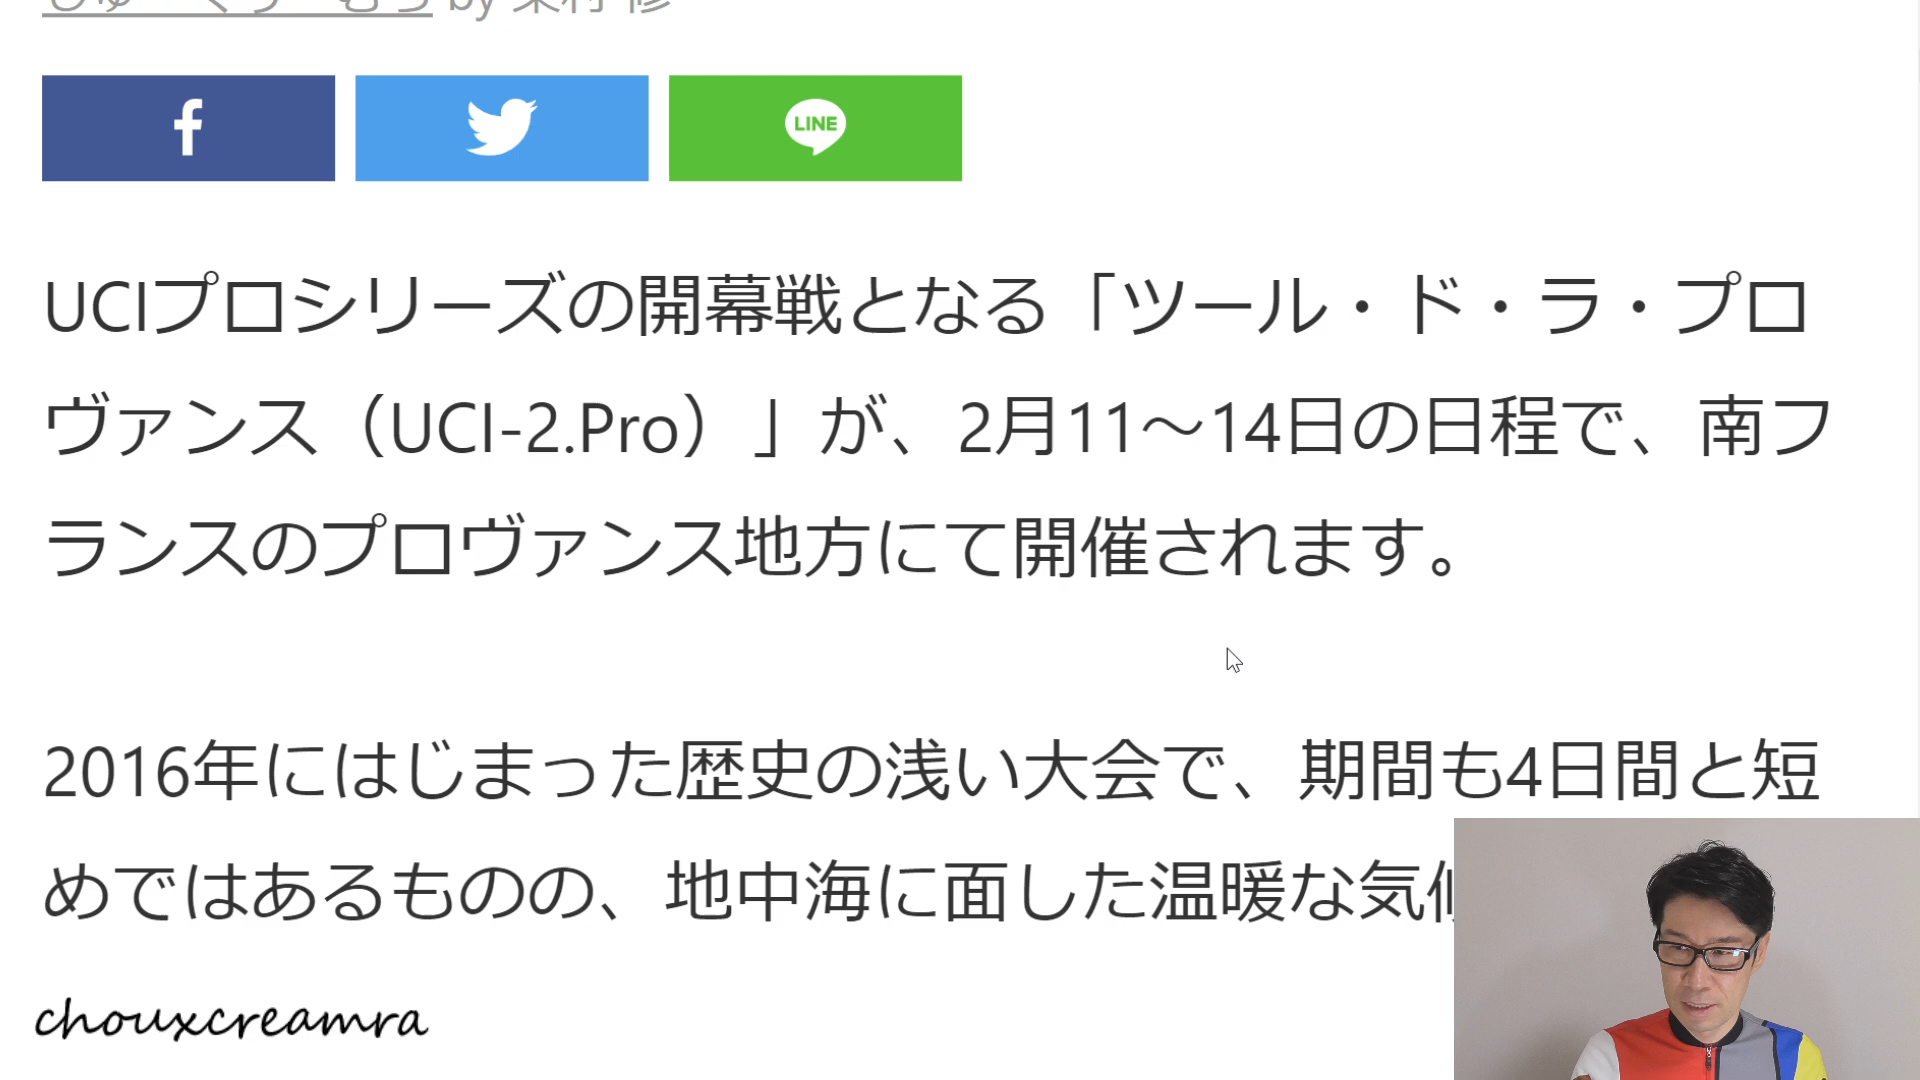 by 栗村 修
LINE
UCIプロシリーズの開幕戦となる「ツール・ド・ラ・プロ
ヴァンス（UCI-2.Pro）」が、2月11～14日の日程で、南フ
ランスのプロヴァンス地方にて開催されます。
2016年にはじまった歴史の浅い大会で、期間も4日間と短
めではあるものの、地中海に面した温暖な気候
chouxcreamra